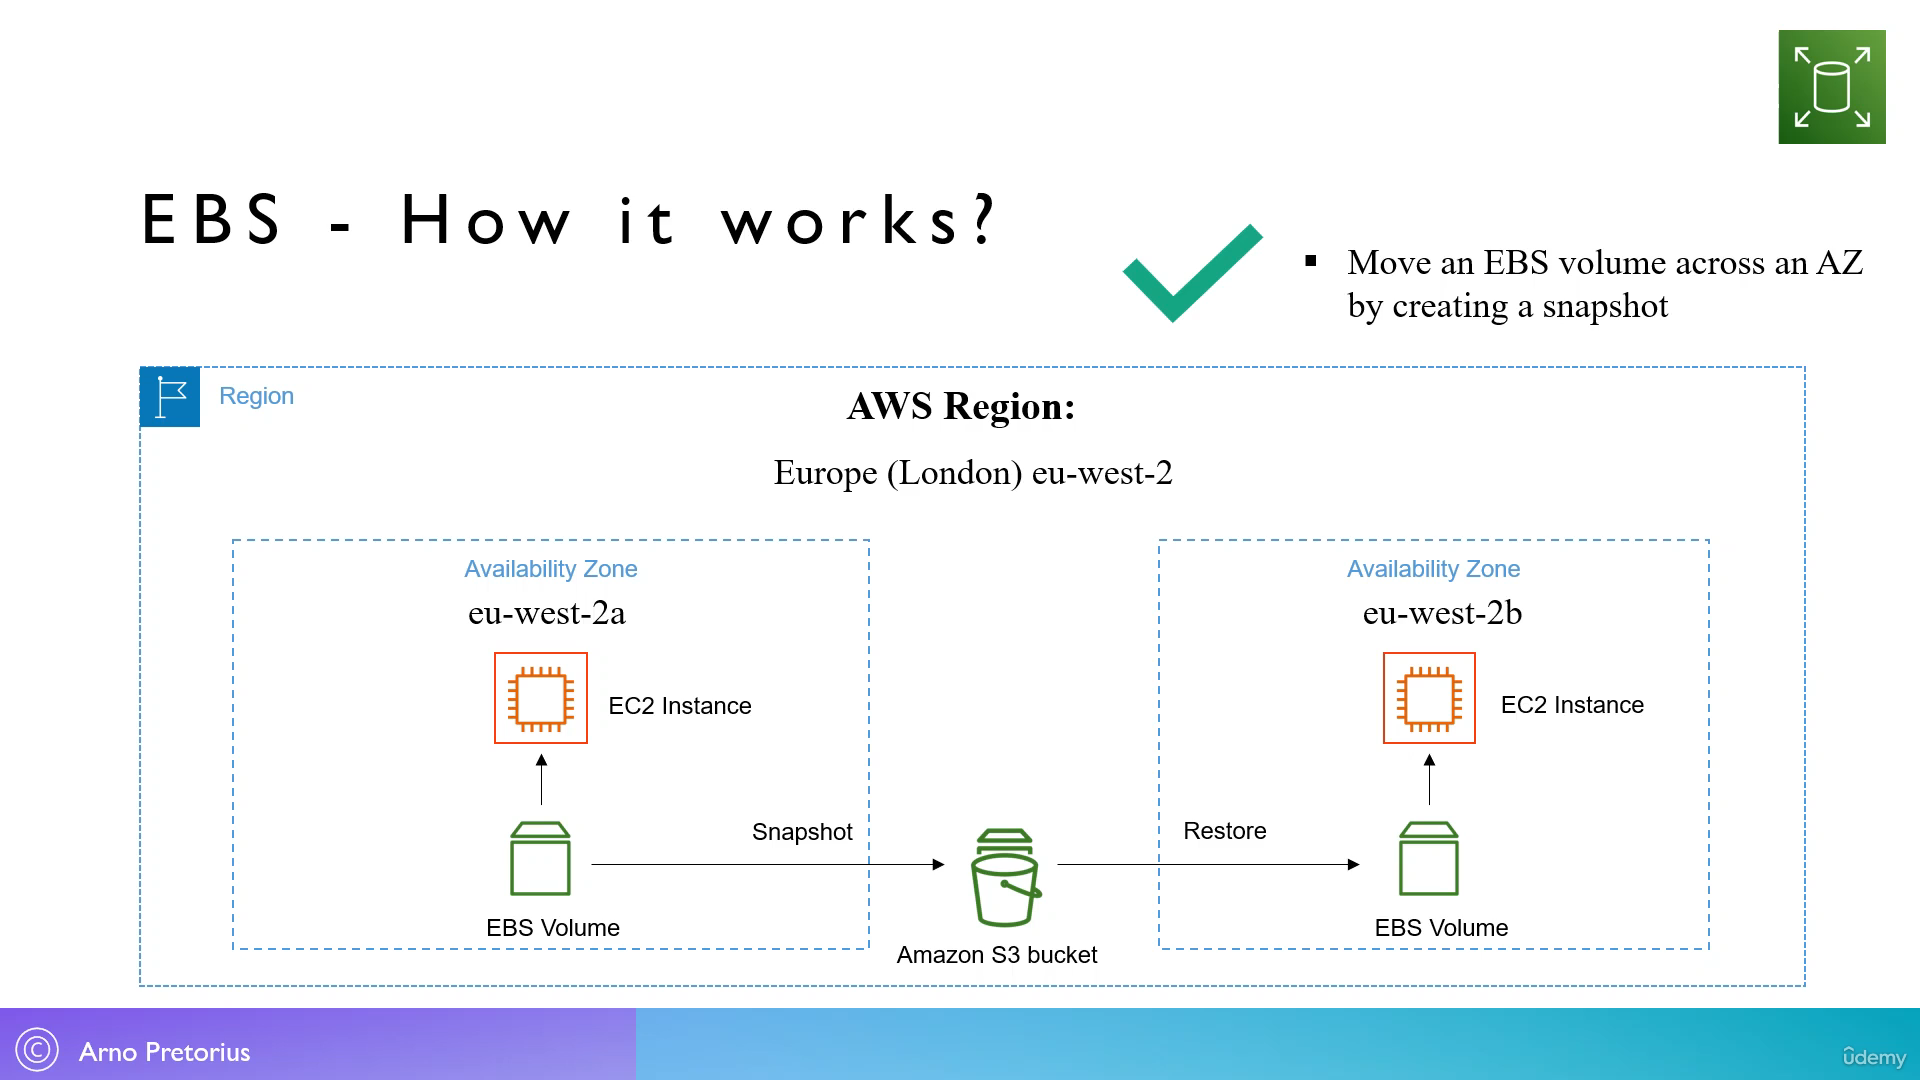 EBS - How it works?
▪ Move an EBS volume across an AZ
by creating a snapshot
Region
AWS Region:
Europe (London) eu-west-2
Availability Zone
eu-west-2a
EC2 Instance
Snapshot
EBS Volume
Amazon S3 bucket
Restore
Availability Zone
eu-west-2b
EC2 Instance
EBS Volume
© Arno Pretorius
ûdemy